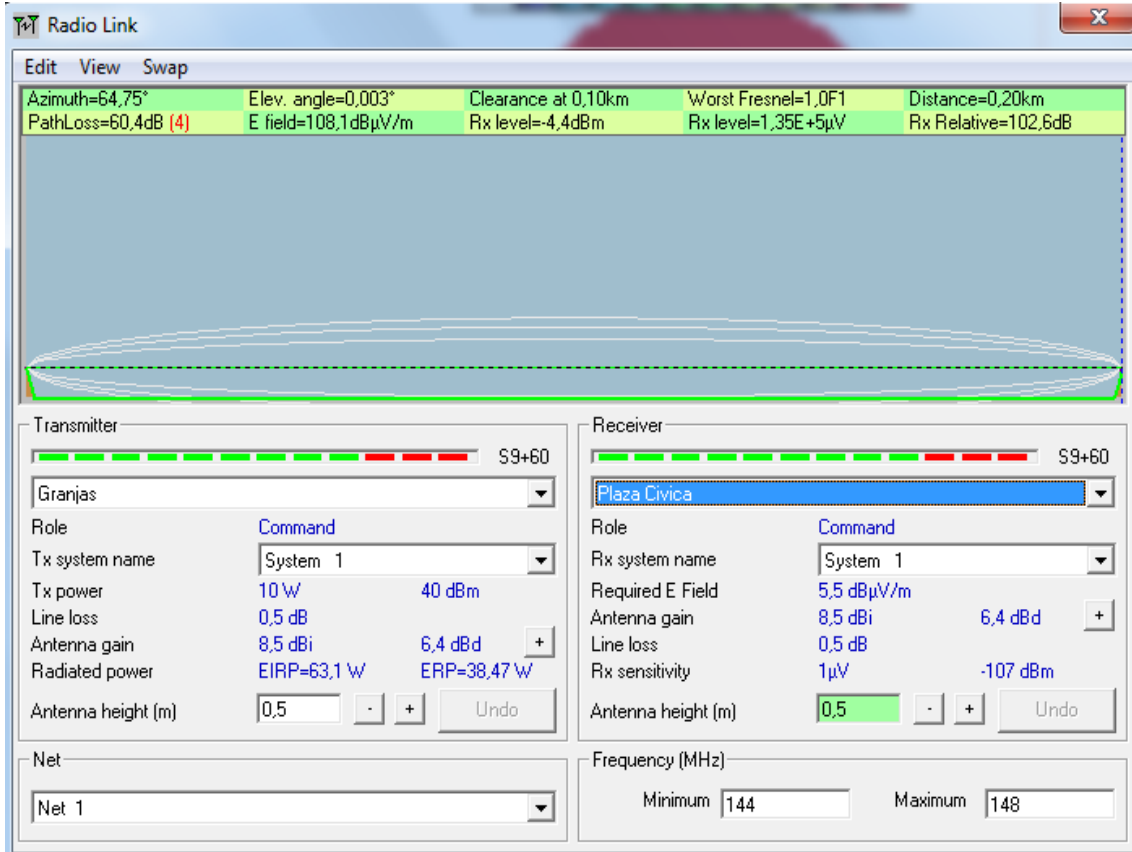 Radio Link
Edit View Swap
Azimuth=64,75° Elev. angle=0,003° Clearance at 0,10km Worst Fresnel=1,0F1 Distance=0,20km
PathLoss=60,4dB (4) E field=108,1dBµV/m Rx level=-4,4dBm Rx level=1,35E+5µV Rx Relative=102,6dB
Transmitter
S9+60
Granjas
Role Command
Tx system name System 1
Tx power 10 W 40 dBm
Line loss 0,5 dB
Antenna gain 8,5 dBi 6,4 dBd +
Radiated power EIRP=63,1 W ERP=38,47 W
Antenna height (m) 0,5 - + Undo
Receiver
S9+60
Plaza Civica
Role Command
Rx system name System 1
Required E Field 5,5 dBµV/m
Antenna gain 8,5 dBi 6,4 dBd +
Line loss 0,5 dB
Rx sensitivity 1µV -107 dBm
Antenna height (m) 0,5 - + Undo
Net
Net 1
Frequency (MHz)
Minimum 144 Maximum 148